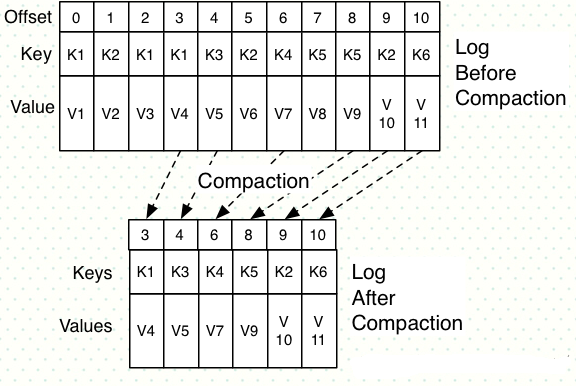 Offset 0 1 2 3 4 5 6 7 8 9 10
Key K1 K2 K1 K1 K3 K2 K4 K5 K5 K2 K6
Value V1 V2 V3 V4 V5 V6 V7 V8 V9 V 10 V 11
Log
Before
Compaction
Compaction
3 4 6 8 9 10
Keys K1 K3 K4 K5 K2 K6
Values V4 V5 V7 V9 V 10 V 11
Log
After
Compaction